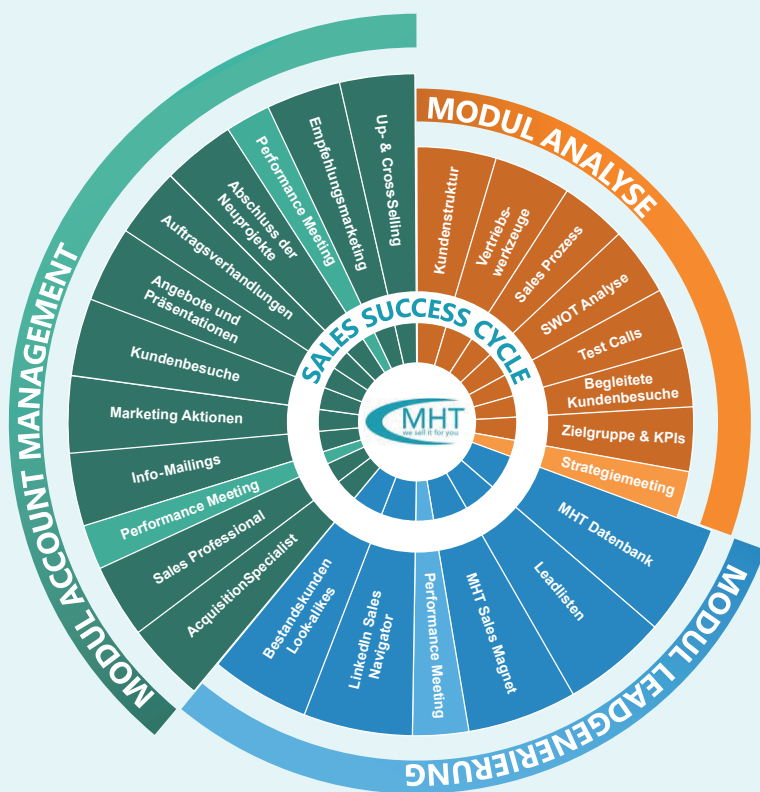 MODUL ANALYSE
Kundenstruktur
Vertriebs-
werkzeuge
Sales Prozess
SWOT Analyse
Test Calls
Begleitete
Kundenbesuche
Zielgruppe & KPIs
Strategiemeeting
MODUL LEADGENERIERUNG
MHT Datenbank
Leadlisten
MHT Sales Magnet
Performance Meeting
LinkedIn Sales
Navigator
Bestandskunden
Look-alikes
MODUL ACCOUNT MANAGEMENT
AcquisitionSpecialist
Sales Professional
Performance Meeting
Info-Mailings
Marketing Aktionen
Kundenbesuche
Angebote und
Präsentationen
Auftragsverhandlungen
Abschluss der
Neuprojekte
Performance Meeting
Empfehlungsmarketing
Up- & CrossSelling
SALES SUCCESS CYCLE
MHT
we sell it for you